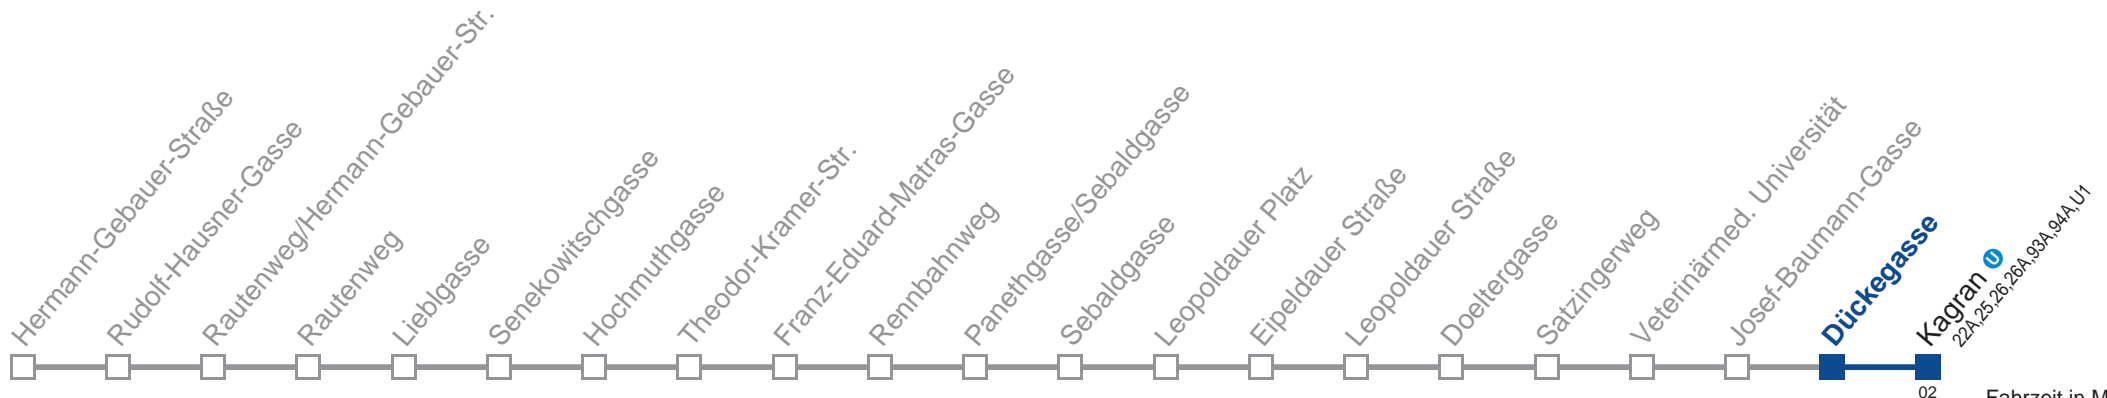 Hermann-Gebauer-Straße
Rudolf-Hausner-Gasse
Rautenweg/Hermann-Gebauer-Str.
Rautenweg
Lieblgasse
Senekowitschgasse
Hochmuthgasse
Theodor-Kramer-Str.
Franz-Eduard-Matras-Gasse
Rennbahnweg
Panethgasse/Sebaldgasse
Sebaldgasse
Leopoldauer Platz
Eipeldauer Straße
Leopoldauer Straße
Doeltergasse
Satzingerweg
Veterinärmed. Universität
Josef-Baumann-Gasse
Dückegasse
Kagran U
22A,25,26,26A,93A,94A,U1
02
Fahrzeit in M